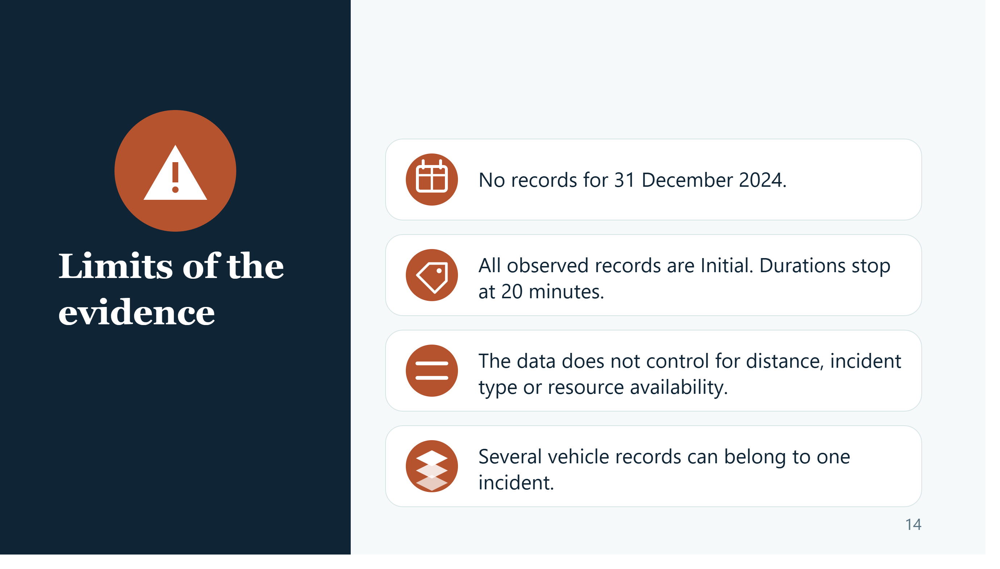 Limits of the
evidence
No records for 31 December 2024.
All observed records are Initial. Durations stop
at 20 minutes.
The data does not control for distance, incident
type or resource availability.
Several vehicle records can belong to one
incident.
14